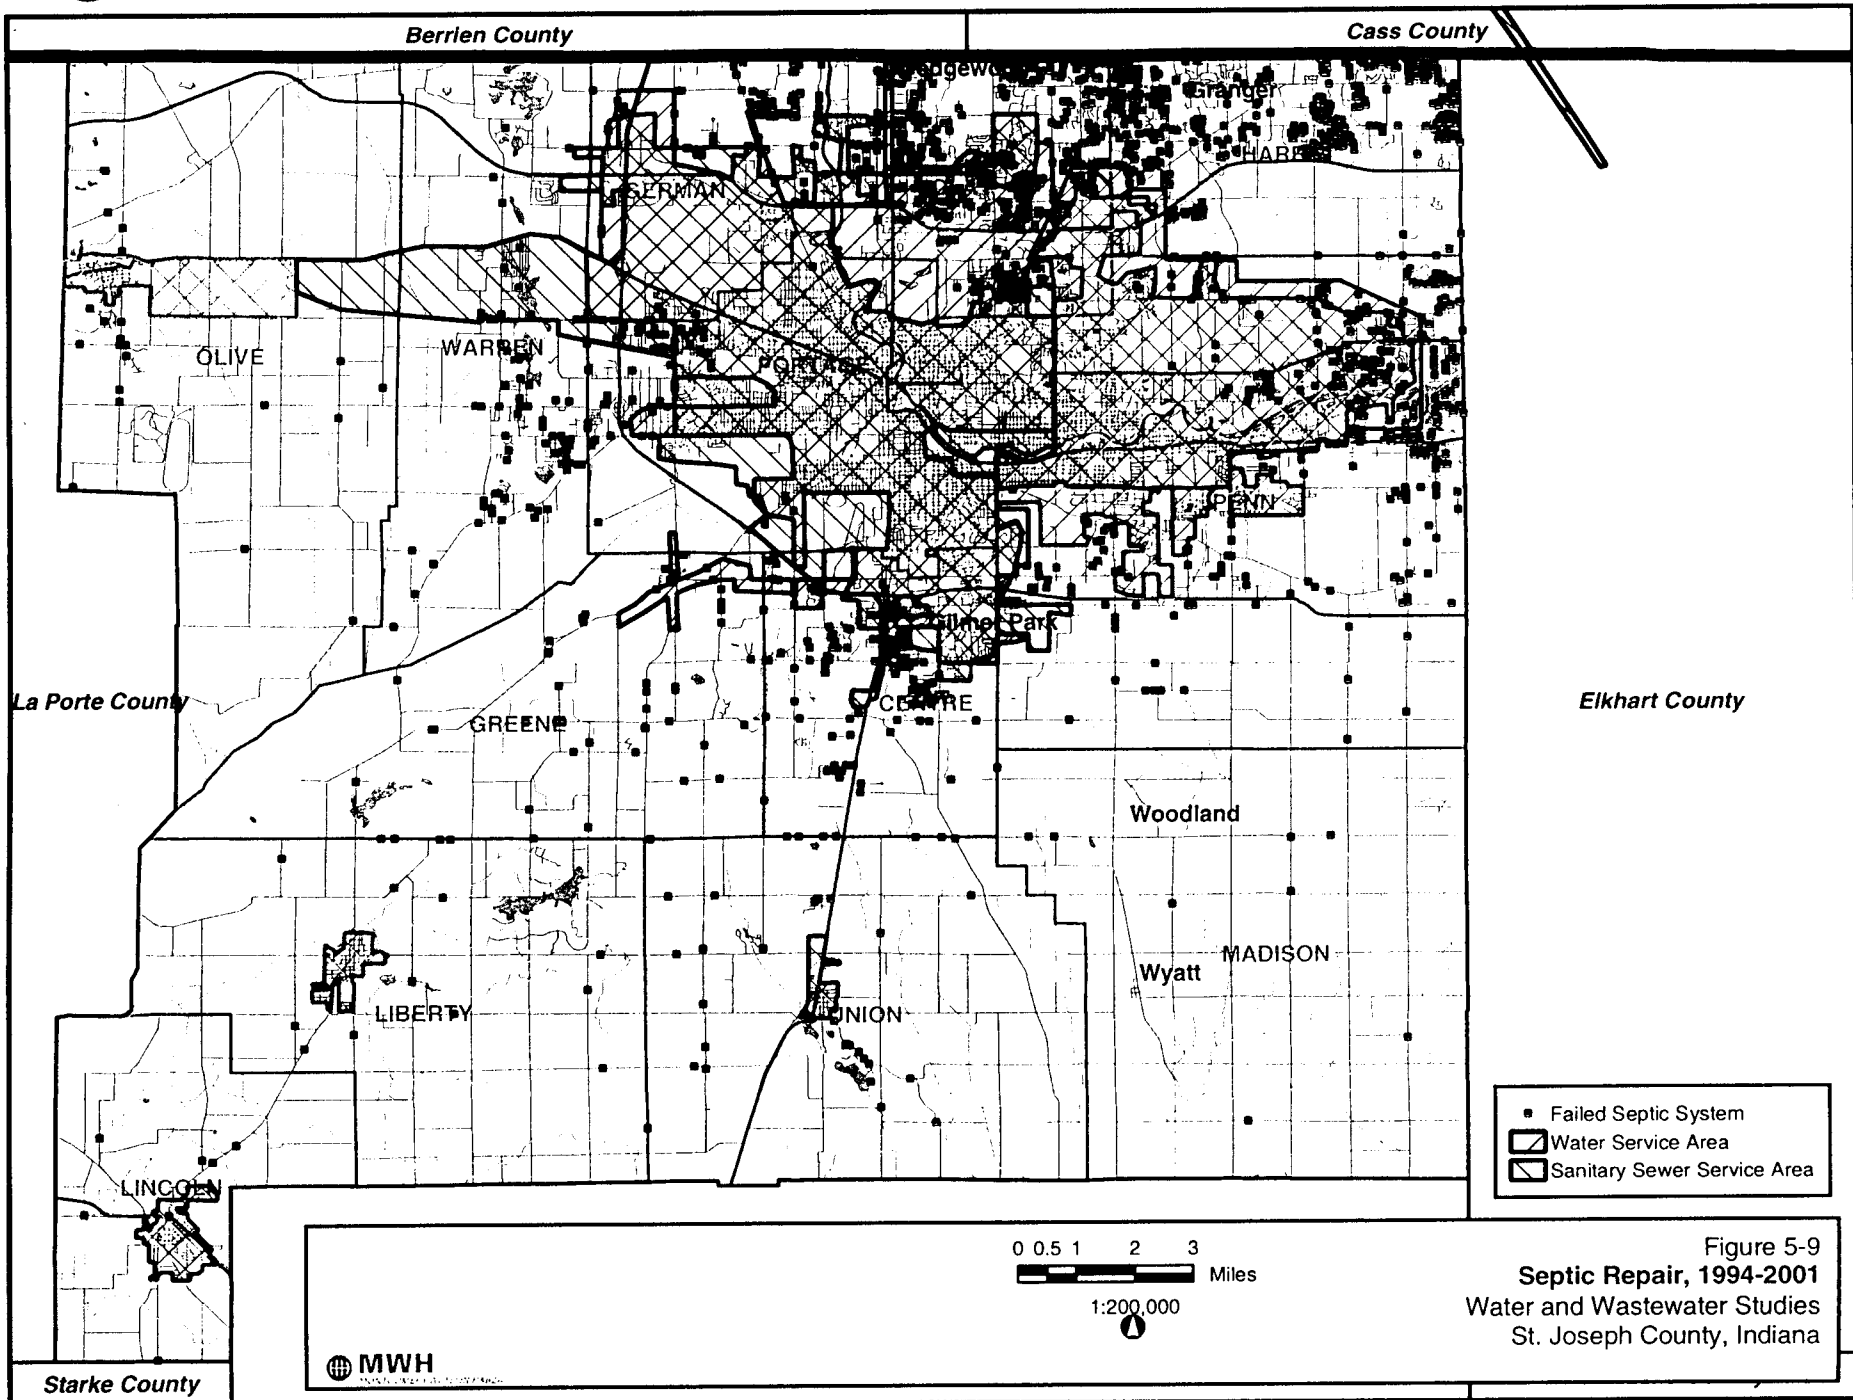 Berrien County
Cass County
Granger
GERMAN
OLIVE
WARREN
PORTAGE
PENN
Gilmer Park
La Porte County
GREENE
CENTRE
Elkhart County
Woodland
Wyatt
MADISON
LIBERTY
UNION
LINCOLN
Failed Septic System
Water Service Area
Sanitary Sewer Service Area
0 0.5 1 2 3
Miles
1:200,000
Figure 5-9
Septic Repair, 1994-2001
Water and Wastewater Studies
St. Joseph County, Indiana
MWH
Starke County